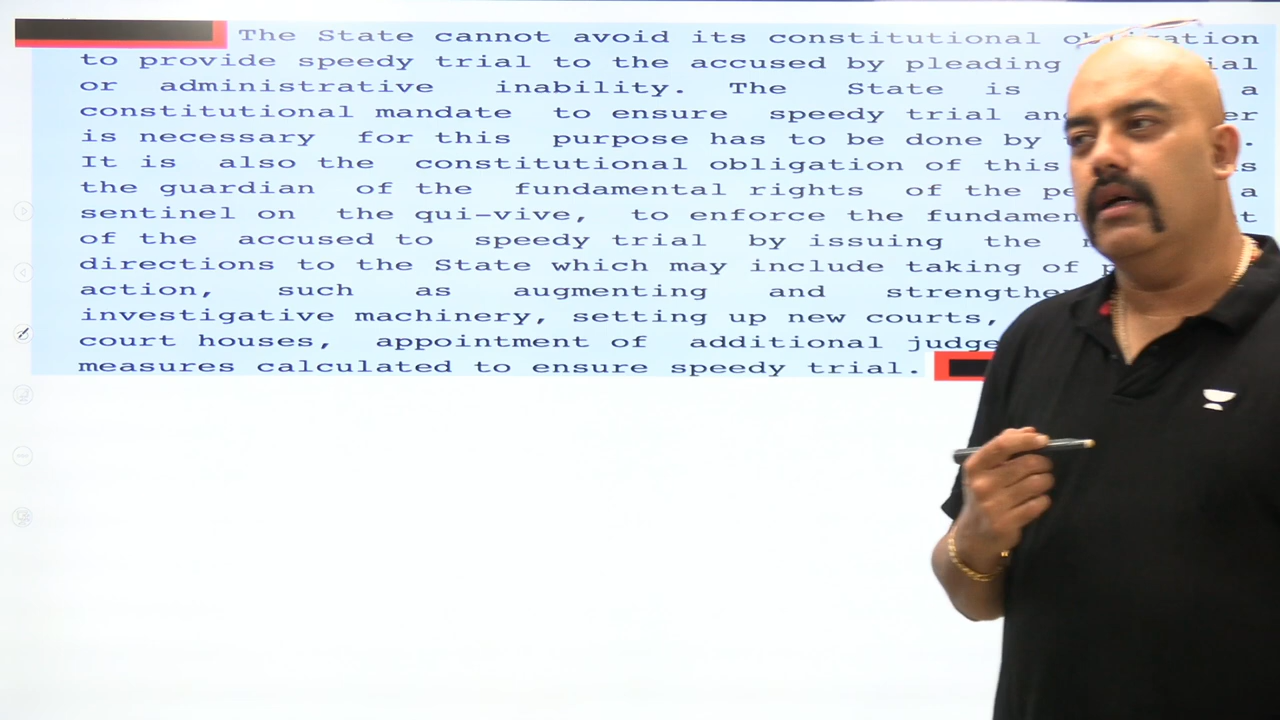 The State cannot avoid its constitutional obligation
to provide speedy trial to the accused by pleading
or administrative inability. The State is a
constitutional mandate to ensure speedy trial
is necessary for this purpose has to be done by
It is also the constitutional obligation of this
the guardian of the fundamental rights of the a
sentinel on the qui-vive, to enforce the
of the accused to speedy trial by issuing the
directions to the State which may include taking of
action, such as augmenting and
investigative machinery, setting up new courts,
court houses, appointment of additional
measures calculated to ensure speedy trial.